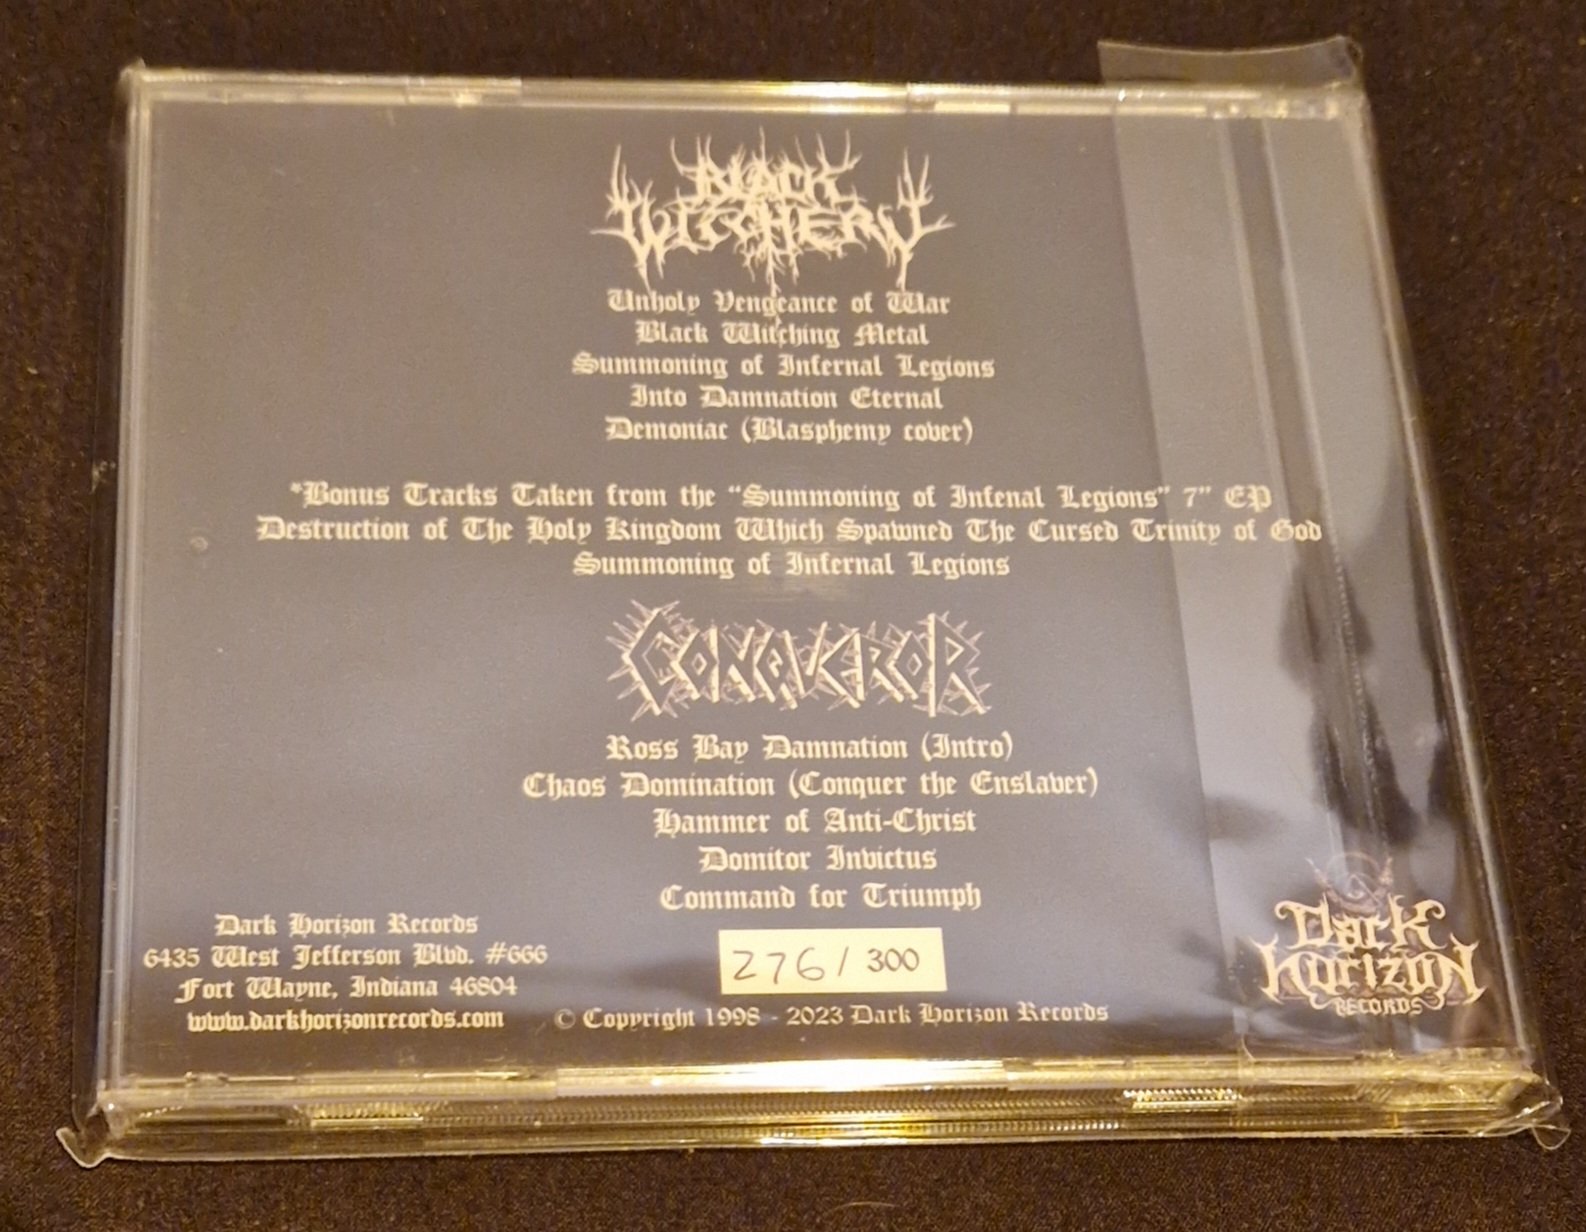 BLACK
WITCHERY
Unholy Vengeance of War
Black Witching Metal
Summoning of Infernal Legions
Into Damnation Eternal
Demoniac (Blasphemy cover)
*Bonus Tracks Taken from the "Summoning of Infenal Legions" 7" EP
Destruction of The Holy Kingdom Which Spawned The Cursed Trinity of God
Summoning of Infernal Legions
CONQUEROR
Ross Bay Damnation (Intro)
Chaos Domination (Conquer the Enslaver)
Hammer of Anti-Christ
Domitor Invictus
Command for Triumph
Dark Horizon Records
6435 West Jefferson Blvd. #666
Fort Wayne, Indiana 46804
www.darkhorizonrecords.com
276 / 300
© Copyright 1998 - 2023 Dark Horizon Records
Dark
Horizon
RECORDS